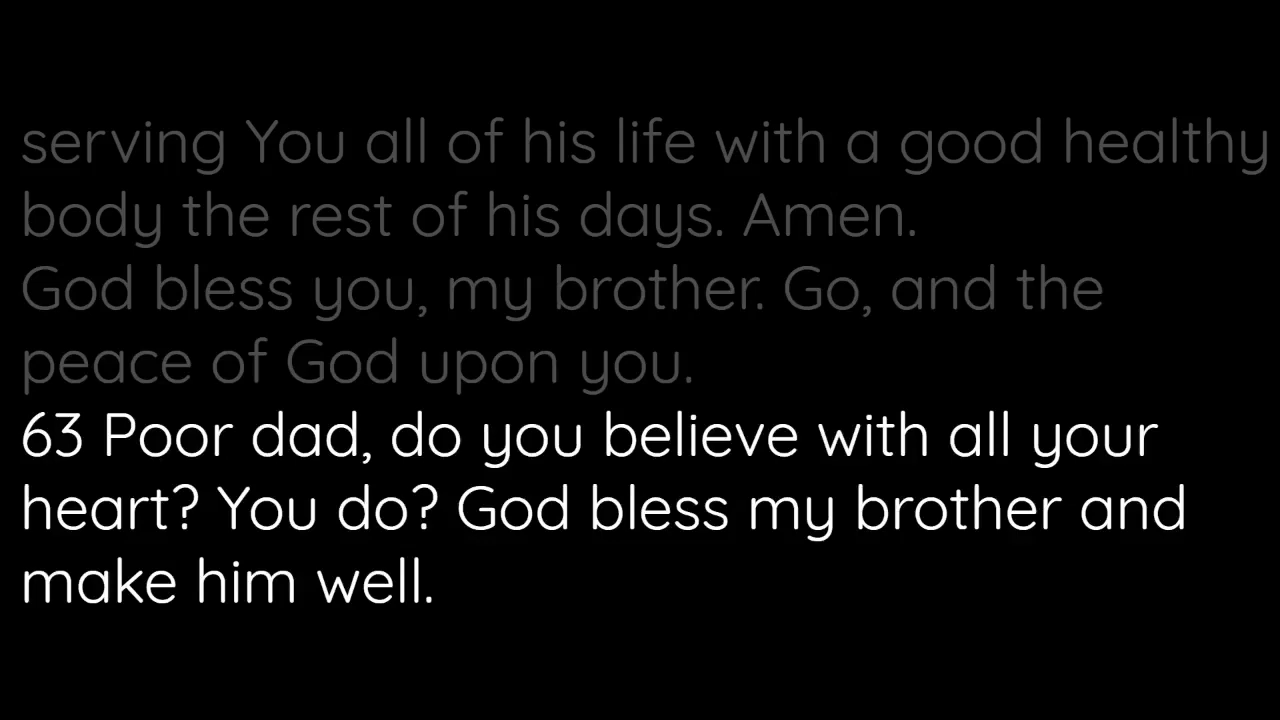 serving You all of his life with a good healthy
body the rest of his days. Amen.
God bless you, my brother. Go, and the
peace of God upon you.
63 Poor dad, do you believe with all your
heart? You do? God bless my brother and
make him well.